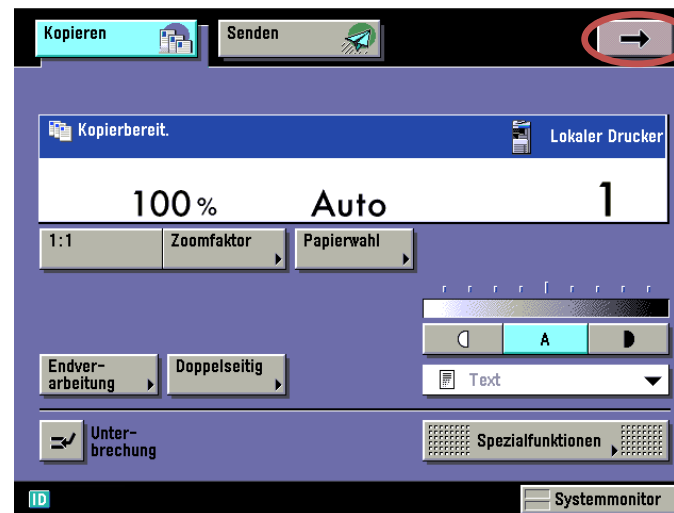 Kopieren
Senden
Kopierbereit.
Lokaler Drucker
100 %
Auto
1
1:1
Zoomfaktor
Papierwahl
A
Endver-
arbeitung
Doppelseitig
Text
Unter-
brechung
Spezialfunktionen
ID
Systemmonitor